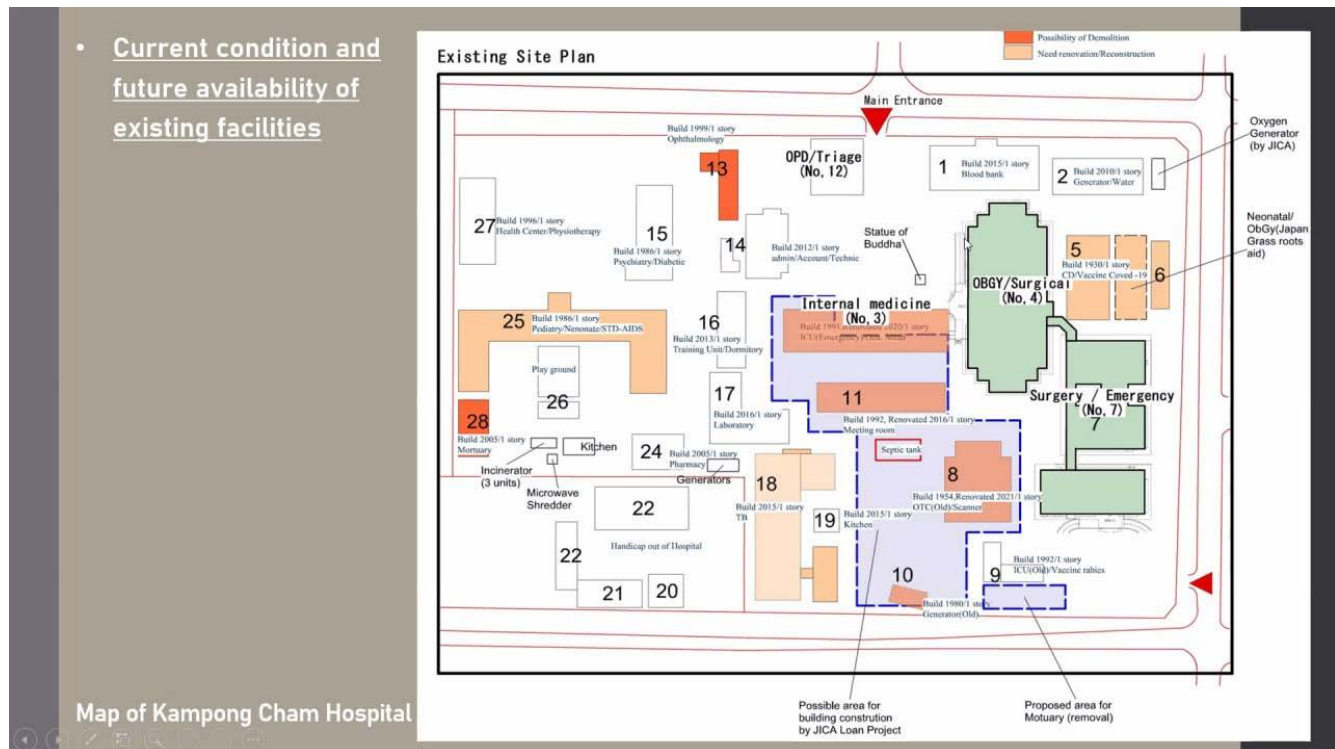 • Current condition and
future availability of
existing facilities
Map of Kampong Cham Hospital
Existing Site Plan
Possibility of Demolition
Need renovation/Reconstruction
Main Entrance
Build 1999/1 story
Ophthalmology
13
OPD/Triage
(No, 12)
1
Build 2015/1 story
Blood bank
2
Build 2010/1 story
Generator/Water
Oxygen
Generator
(by JICA)
27
Build 1996/1 story
Health Center/Physiotherapy
15
Build 1986/1 story
Psychiatry/Diabetic
14
Build 2012/1 story
admin/Account/Technic
Statue of
Buddha
OBGY/Surgical
(No, 4)
5
Build 1930/1 story
CD/Vaccine Coved -19
6
Neonatal/
ObGy(Japan
Grass roots
aid)
25
Build 1986/1 story
Pediatry/Nenonate/STD-AIDS
16
Build 2013/1 story
Training Unit/Dormitory
Internal medicine
(No, 3)
Build 1991,Renovated 2020/1 story
Play ground
26
17
Build 2016/1 story
Laboratory
11
Build 1992, Renovated 2016/1 story
Meeting room
Surgery / Emergency
(No, 7)
7
28
Build 2005/1 story
Mortuary
Incinerator
(3 units)
Kitchen
Microwave
Shredder
24
Build 2005/1 story
Pharmacy
Generators
Septic tank
8
Build 1954,Renovated 2021/1 story
OTC(Old)/Scanner
18
Build 2015/1 story
TB
19
Build 2015/1 story
Kitchen
22
Handicap out of Hospital
22
21
20
10
Build 1980/1 story
Generator(Old)
9
Build 1992/1 story
ICU(Old)/Vaccine rabies
Possible area for
building constrution
by JICA Loan Project
Proposed area for
Motuary (removal)